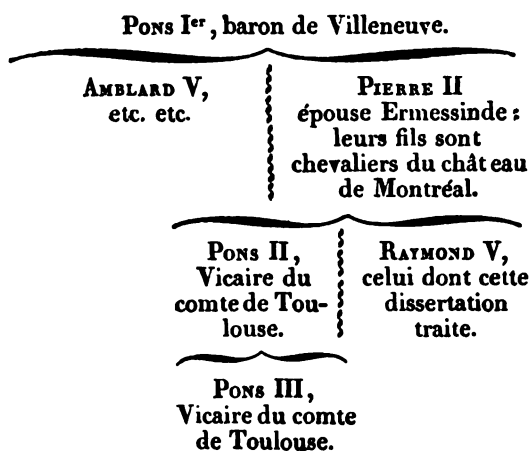 Pons Iᵉʳ, baron de Villeneuve.
Amblard V,
etc. etc.
Pierre II
épouse Ermessinde :
leurs fils sont
chevaliers du château
de Montréal.
Pons II,
Vicaire du
comte de Tou-
louse.
Raymond V,
celui dont cette
dissertation
traite.
Pons III,
Vicaire du comte
de Toulouse.